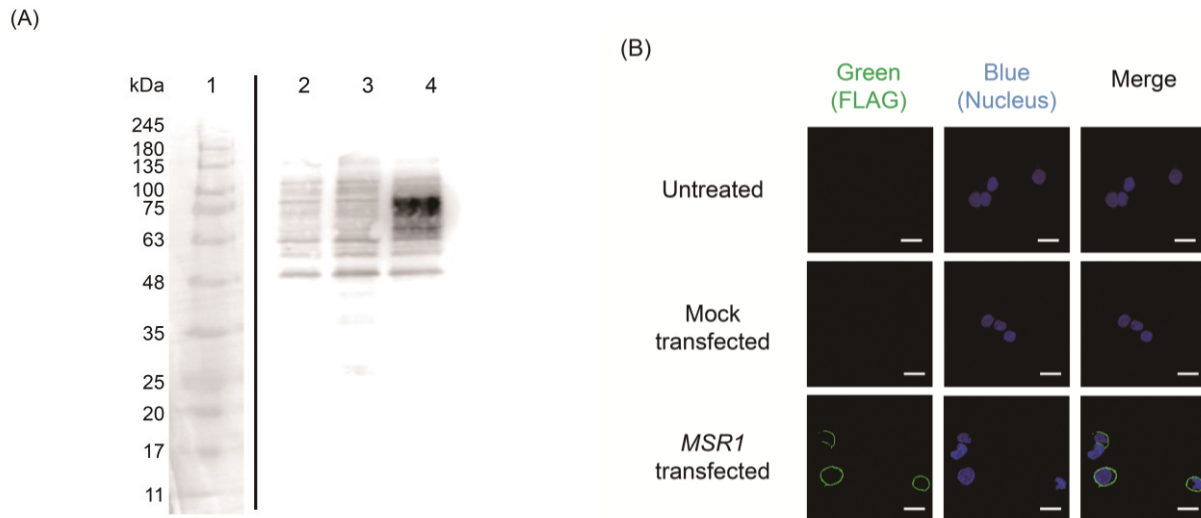 (A)
kDa 1 2 3 4
245
180
135
100
75
63
48
35
25
20
17
11
(B)
Green
(FLAG)
Blue
(Nucleus)
Merge
Untreated
Mock
transfected
MSR1
transfected